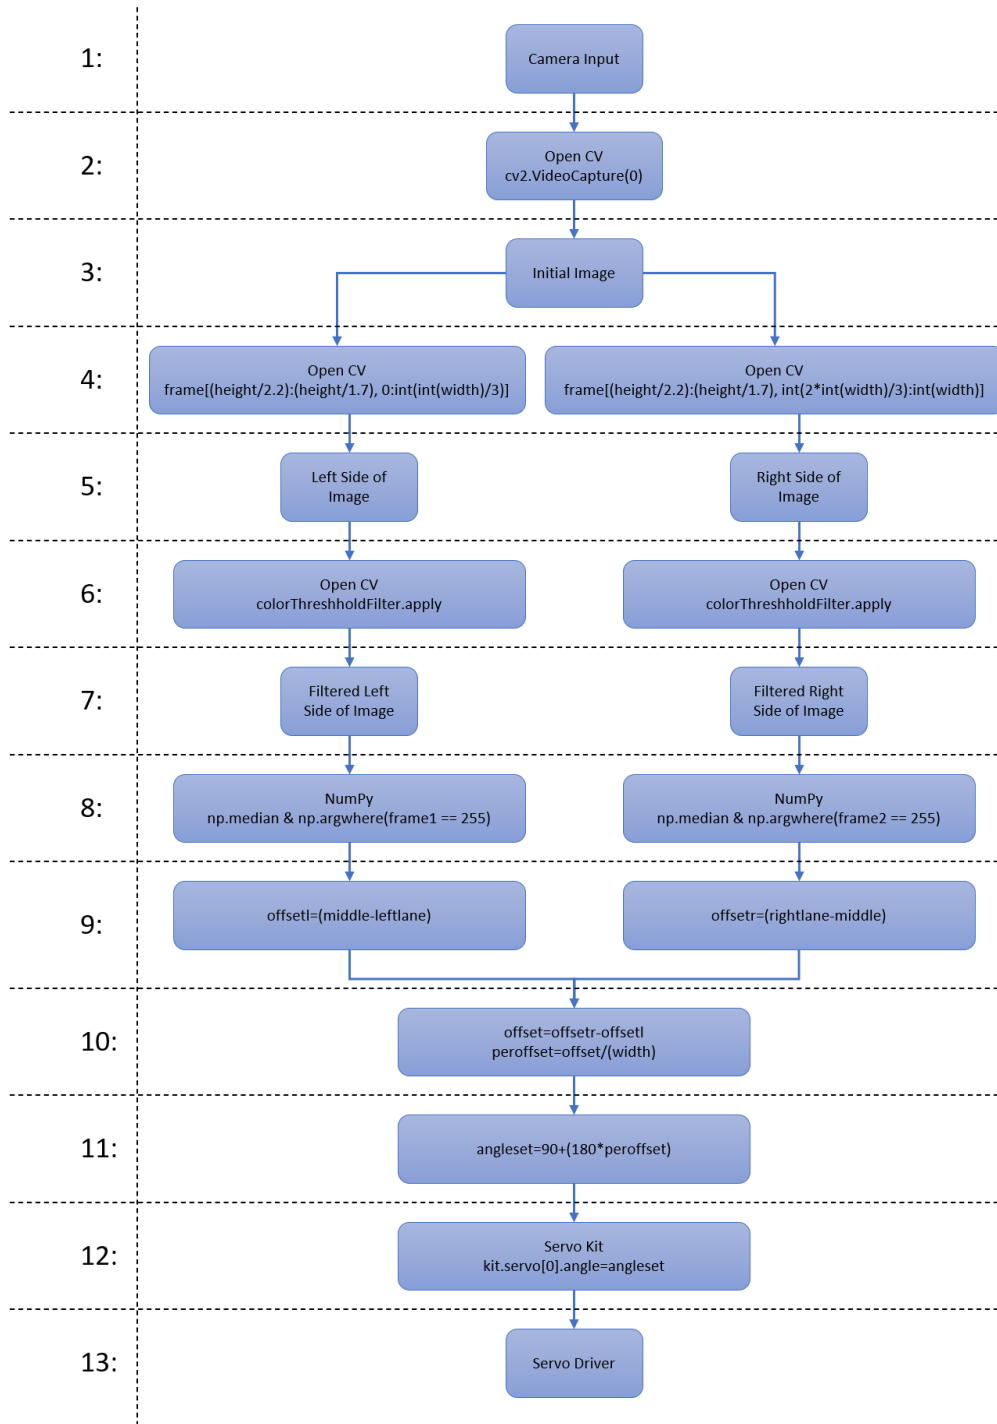 1:
Camera Input
2:
Open CV
cv2.VideoCapture(0)
3:
Initial Image
4:
Open CV
frame[(height/2.2):(height/1.7), 0:int(int(width)/3)]
Open CV
frame[(height/2.2):(height/1.7), int(2*int(width)/3):int(width)]
5:
Left Side of
Image
Right Side of
Image
6:
Open CV
colorThreshholdFilter.apply
Open CV
colorThreshholdFilter.apply
7:
Filtered Left
Side of Image
Filtered Right
Side of Image
8:
NumPy
np.median & np.argwhere(frame1 == 255)
NumPy
np.median & np.argwhere(frame2 == 255)
9:
offsetl=(middle-leftlane)
offsetr=(rightlane-middle)
10:
offset=offsetr-offsetl
peroffset=offset/(width)
11:
angleset=90+(180*peroffset)
12:
Servo Kit
kit.servo[0].angle=angleset
13:
Servo Driver